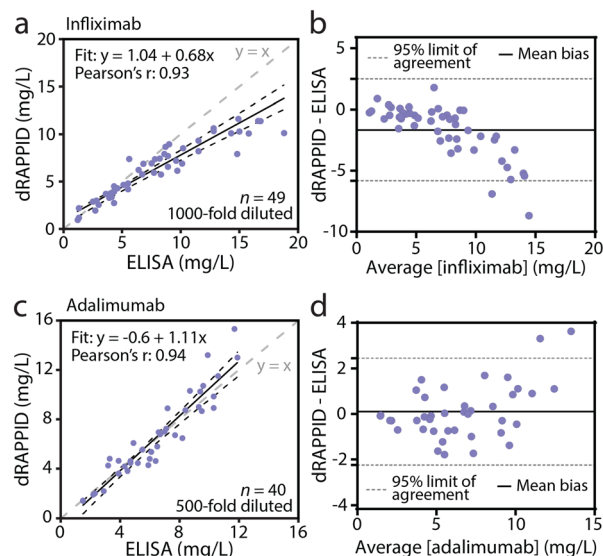 a
Infliximab
20
15
10
5
0
dRAPPID (mg/L)
Fit: y = 1.04 + 0.68x
Pearson's r: 0.93
y = x
n = 49
1000-fold diluted
0 5 10 15 20
ELISA (mg/L)
b
5
0
-5
-10
dRAPPID - ELISA
95% limit of
agreement
Mean bias
0 5 10 15 20
Average [infliximab] (mg/L)
c
Adalimumab
16
12
8
4
0
dRAPPID (mg/L)
Fit: y = -0.6 + 1.11x
Pearson's r: 0.94
y = x
n = 40
500-fold diluted
0 4 8 12 16
ELISA (mg/L)
d
4
2
0
-2
-4
dRAPPID - ELISA
95% limit of
agreement
Mean bias
0 5 10 15
Average [adalimumab] (mg/L)